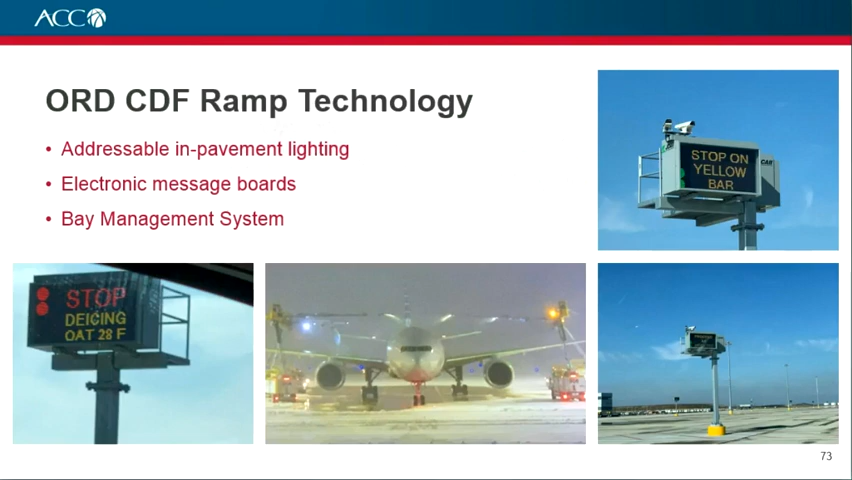 ACC
ORD CDF Ramp Technology
• Addressable in-pavement lighting
• Electronic message boards
• Bay Management System
STOP ON
YELLOW
BAR
STOP
DEICING
OAT 28 F
73